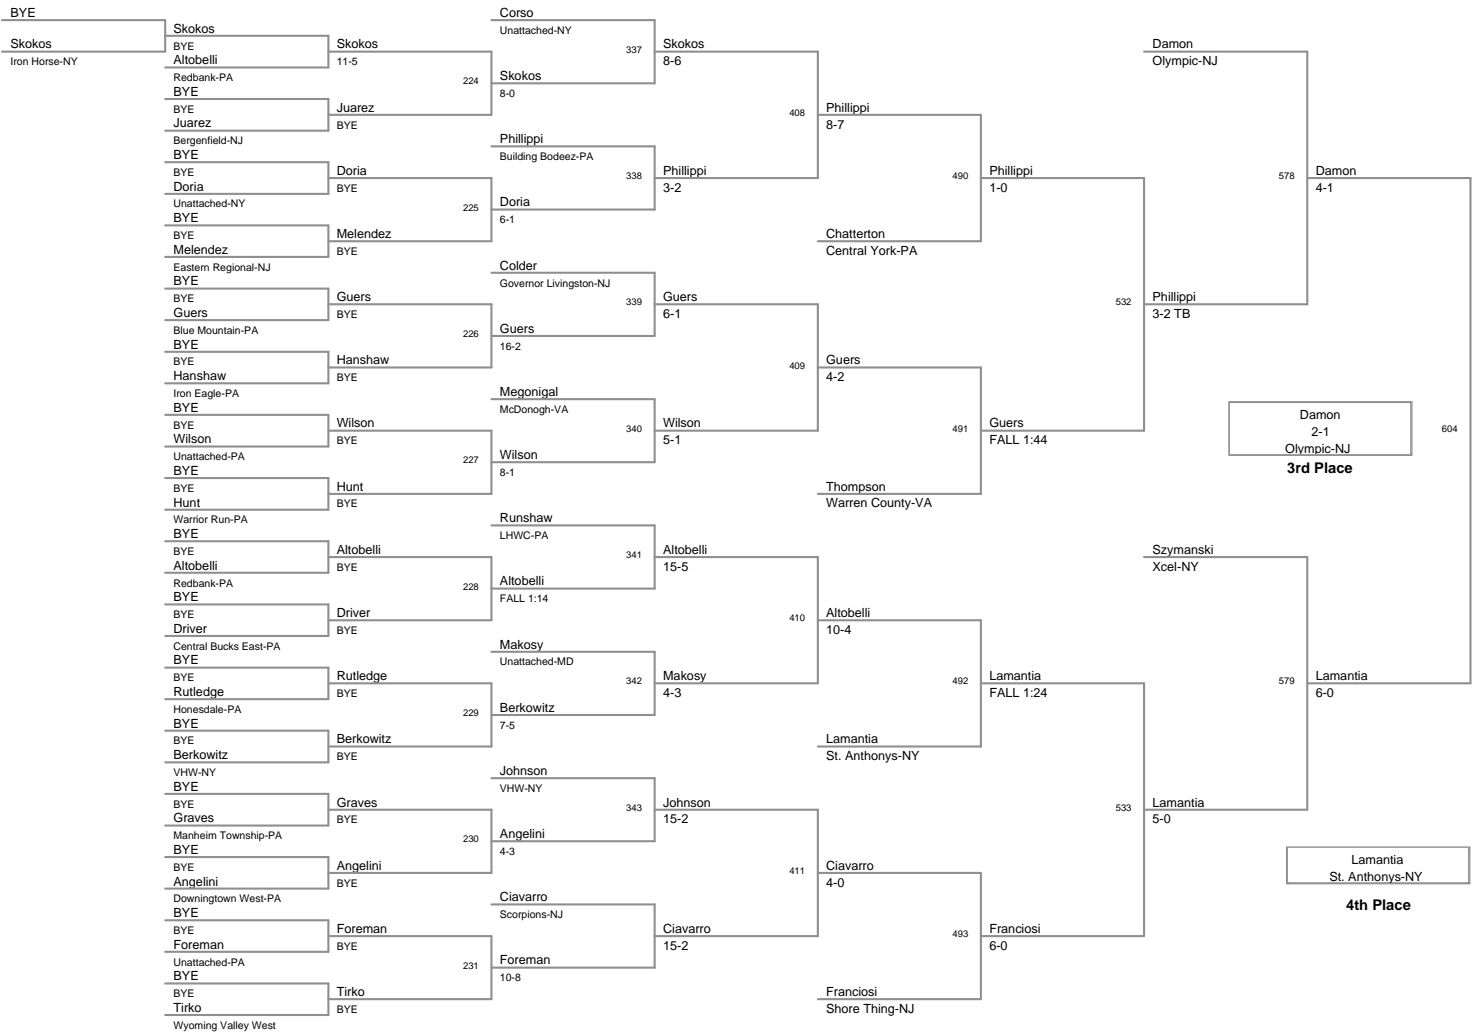 BYE
Skokos
Iron Horse-NY
Skokos
BYE
Altobelli
Redbank-PA
BYE
BYE
Juarez
Bergenfield-NJ
BYE
BYE
Doria
Unattached-NY
BYE
BYE
Melendez
Eastern Regional-NJ
BYE
BYE
Guers
Blue Mountain-PA
BYE
BYE
Hanshaw
Iron Eagle-PA
BYE
BYE
Wilson
Unattached-PA
BYE
BYE
Hunt
Warrior Run-PA
BYE
BYE
Altobelli
Redbank-PA
BYE
BYE
Driver
Central Bucks East-PA
BYE
BYE
Rutledge
Honesdale-PA
BYE
BYE
Berkowitz
VHW-NY
BYE
BYE
Graves
Manheim Township-PA
BYE
BYE
Angelini
Downingtown West-PA
BYE
BYE
Foreman
Unattached-PA
BYE
BYE
Tirko
Wyoming Valley West
Skokos
11-5
224
Juarez
BYE
Doria
BYE
225
Melendez
BYE
Guers
BYE
226
Hanshaw
BYE
Wilson
BYE
227
Hunt
BYE
Altobelli
BYE
228
Driver
BYE
Rutledge
BYE
229
Berkowitz
BYE
Graves
BYE
230
Angelini
BYE
Foreman
BYE
231
Tirko
BYE
Corso
Unattached-NY
337
Skokos
8-0
Phillippi
Building Bodeez-PA
338
Doria
6-1
Colder
Governor Livingston-NJ
339
Guers
16-2
Megonigal
McDonogh-VA
340
Wilson
8-1
Runshaw
LHWC-PA
341
Altobelli
FALL 1:14
Makosy
Unattached-MD
342
Berkowitz
7-5
Johnson
VHW-NY
343
Angelini
4-3
Ciavarro
Scorpions-NJ
Foreman
10-8
Skokos
8-6
408
Phillippi
3-2
Guers
6-1
409
Wilson
5-1
Altobelli
15-5
410
Makosy
4-3
Johnson
15-2
411
Ciavarro
15-2
Phillippi
8-7
490
Chatterton
Central York-PA
Guers
4-2
491
Thompson
Warren County-VA
Altobelli
10-4
492
Lamantia
St. Anthonys-NY
Ciavarro
4-0
493
Franciosi
Shore Thing-NJ
Phillippi
1-0
532
Guers
FALL 1:44
Lamantia
FALL 1:24
533
Franciosi
6-0
Damon
Olympic-NJ
578
Phillippi
3-2 TB
Szymanski
Xcel-NY
579
Lamantia
5-0
Damon
4-1
604
Lamantia
6-0
Damon
2-1
Olympic-NJ
3rd Place
Lamantia
St. Anthonys-NY
4th Place